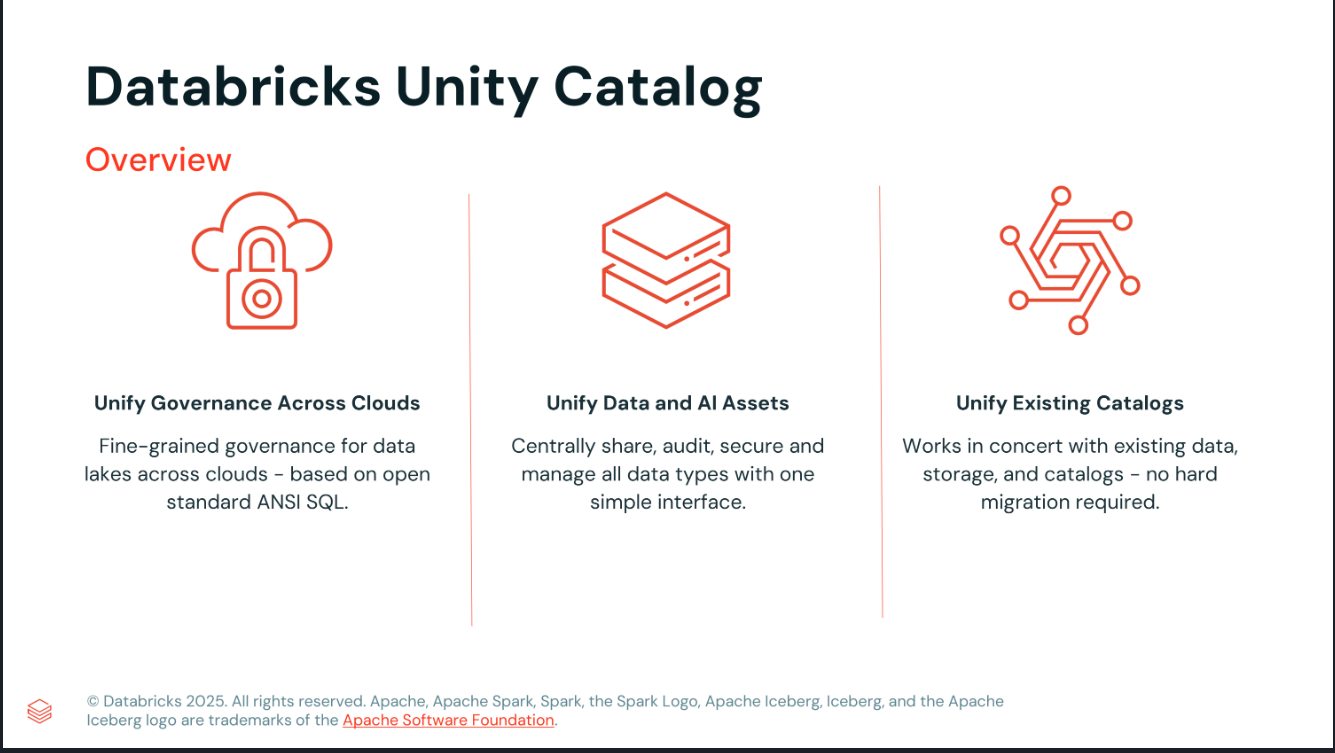 Databricks Unity Catalog
Overview
Unify Governance Across Clouds
Fine-grained governance for data
lakes across clouds - based on open
standard ANSI SQL.
Unify Data and AI Assets
Centrally share, audit, secure and
manage all data types with one
simple interface.
Unify Existing Catalogs
Works in concert with existing data,
storage, and catalogs - no hard
migration required.
© Databricks 2025. All rights reserved. Apache, Apache Spark, Spark, the Spark Logo, Apache Iceberg, Iceberg, and the Apache
Iceberg logo are trademarks of the Apache Software Foundation.